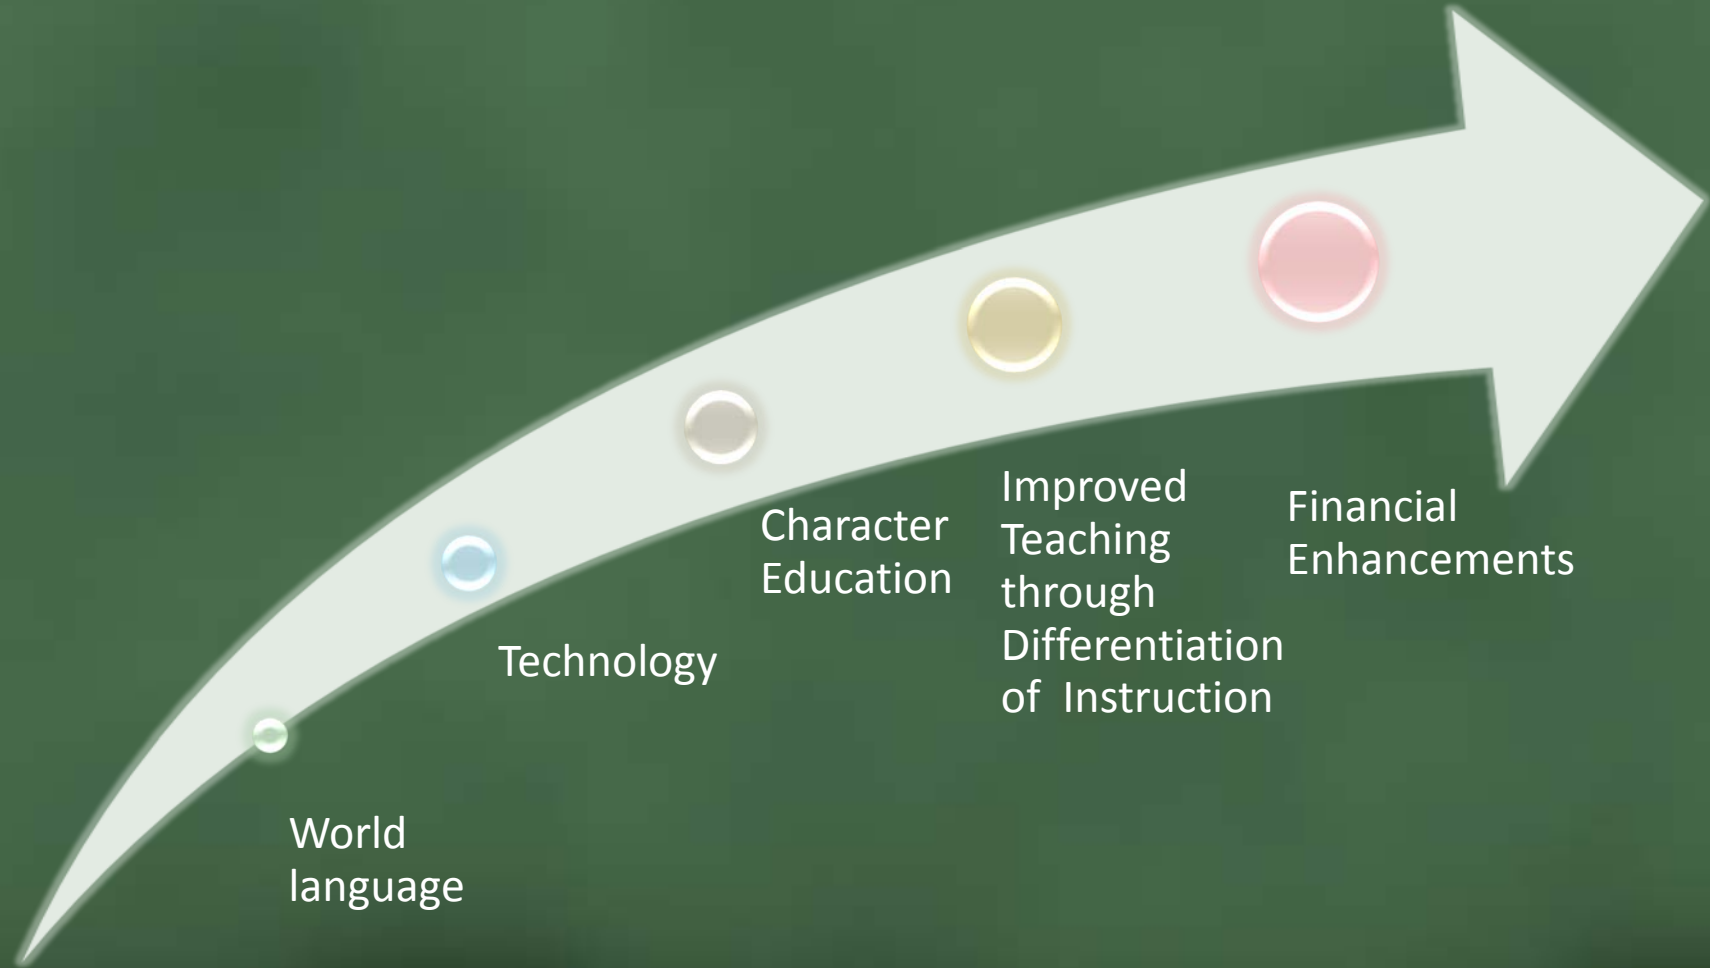 World
language
Technology
Character
Education
Improved
Teaching
through
Differentiation
of Instruction
Financial
Enhancements